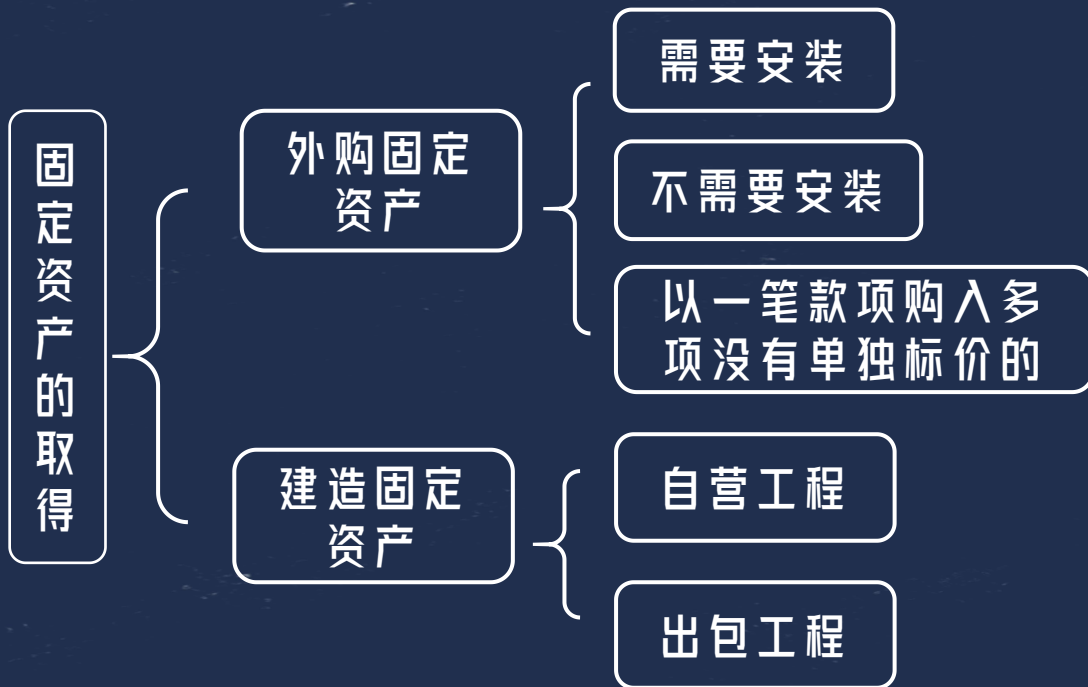 固定资产的取得
外购固定
资产
需要安装
不需要安装
以一笔款项购入多
项没有单独标价的
建造固定
资产
自营工程
出包工程